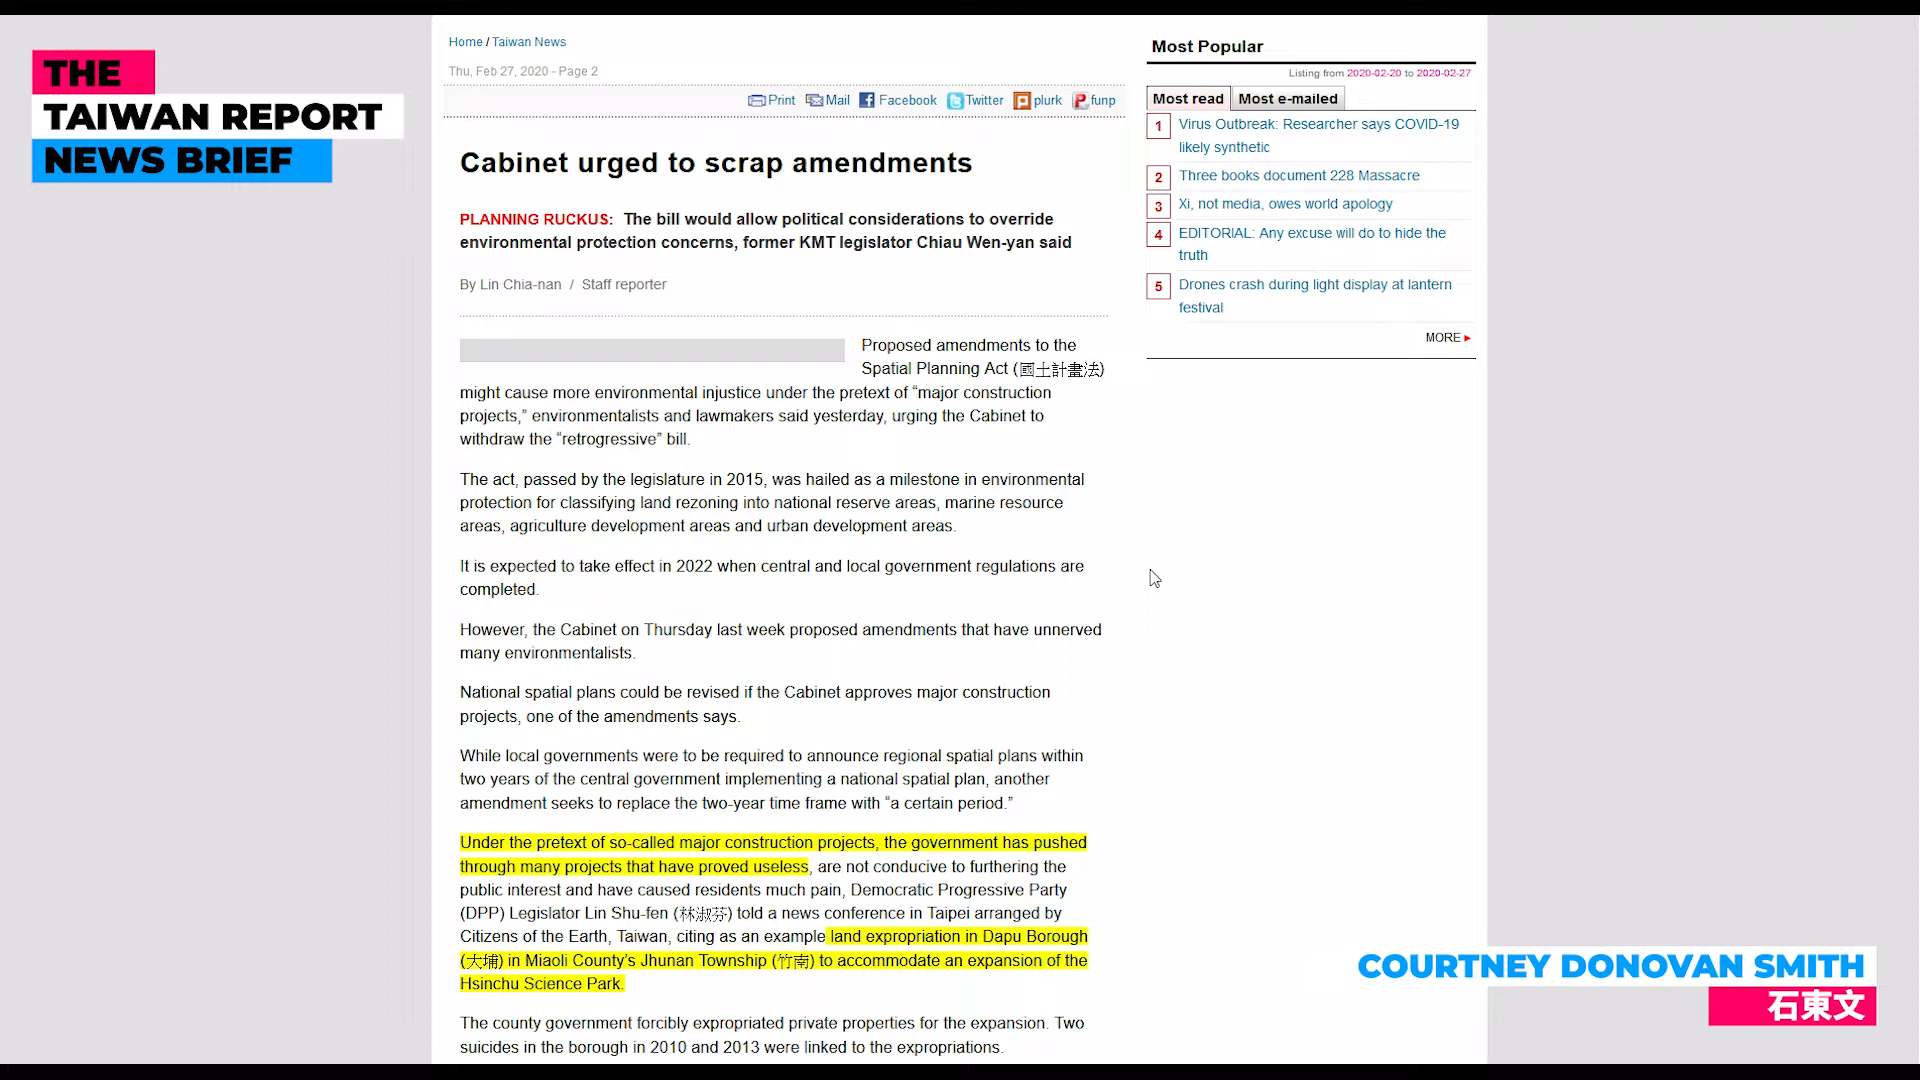 THE
TAIWAN REPORT
NEWS BRIEF
Home / Taiwan News
Thu, Feb 27, 2020 - Page 2
Print Mail Facebook Twitter plurk funp
Cabinet urged to scrap amendments
PLANNING RUCKUS: The bill would allow political considerations to override
environmental protection concerns, former KMT legislator Chiau Wen-yan said
By Lin Chia-nan / Staff reporter
Proposed amendments to the
Spatial Planning Act (國土計畫法)
might cause more environmental injustice under the pretext of “major construction
projects,” environmentalists and lawmakers said yesterday, urging the Cabinet to
withdraw the “retrogressive” bill.
The act, passed by the legislature in 2015, was hailed as a milestone in environmental
protection for classifying land rezoning into national reserve areas, marine resource
areas, agriculture development areas and urban development areas.
It is expected to take effect in 2022 when central and local government regulations are
completed.
However, the Cabinet on Thursday last week proposed amendments that have unnerved
many environmentalists.
National spatial plans could be revised if the Cabinet approves major construction
projects, one of the amendments says.
While local governments were to be required to announce regional spatial plans within
two years of the central government implementing a national spatial plan, another
amendment seeks to replace the two-year time frame with “a certain period.”
Under the pretext of so-called major construction projects, the government has pushed
through many projects that have proved useless, are not conducive to furthering the
public interest and have caused residents much pain, Democratic Progressive Party
(DPP) Legislator Lin Shu-fen (林淑芬) told a news conference in Taipei arranged by
Citizens of the Earth, Taiwan, citing as an example land expropriation in Dapu Borough
(大埔) in Miaoli County’s Jhunan Township (竹南) to accommodate an expansion of the
Hsinchu Science Park.
The county government forcibly expropriated private properties for the expansion. Two
suicides in the borough in 2010 and 2013 were linked to the expropriations.
Most Popular
Listing from 2020-02-20 to 2020-02-27
Most read Most e-mailed
1 Virus Outbreak: Researcher says COVID-19
likely synthetic
2 Three books document 228 Massacre
3 Xi, not media, owes world apology
4 EDITORIAL: Any excuse will do to hide the
truth
5 Drones crash during light display at lantern
festival
MORE
COURTNEY DONOVAN SMITH
石東文